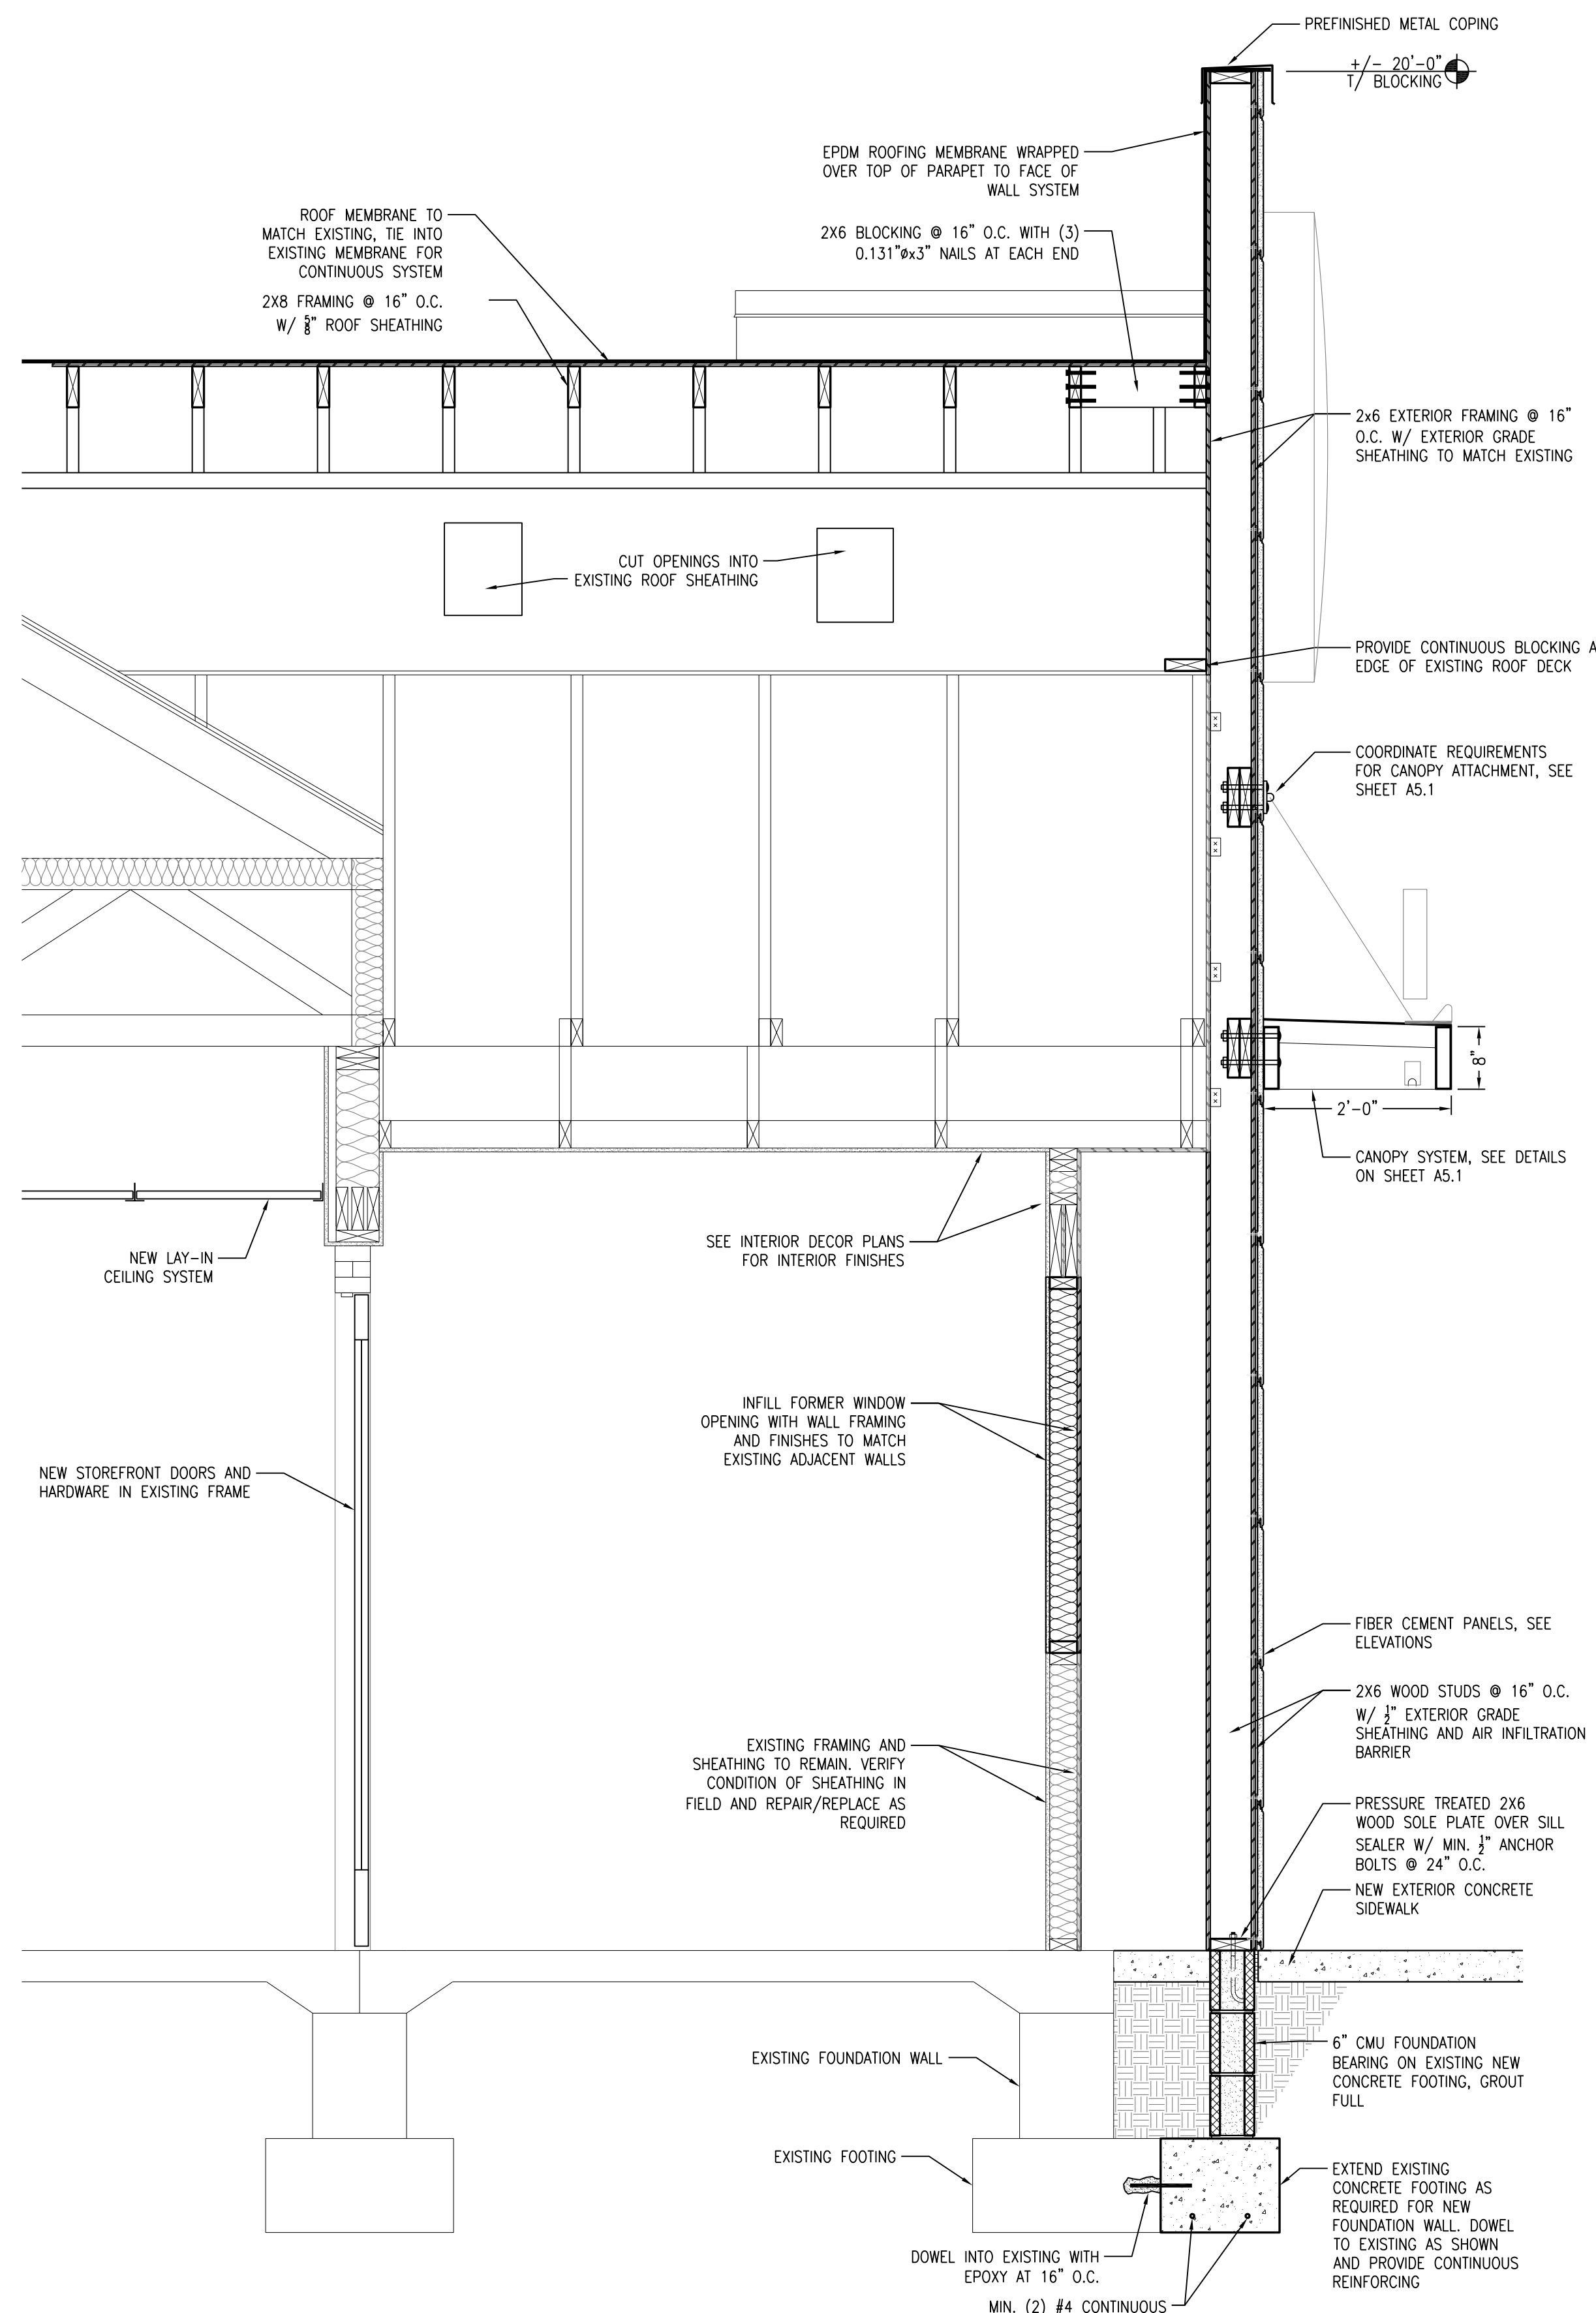 PREFINISHED METAL COPING
+/- 20'-0"
T/ BLOCKING
EPDM ROOFING MEMBRANE WRAPPED
OVER TOP OF PARAPET TO FACE OF
WALL SYSTEM
ROOF MEMBRANE TO
MATCH EXISTING, TIE INTO
EXISTING MEMBRANE FOR
CONTINUOUS SYSTEM
2X6 BLOCKING @ 16" O.C. WITH (3)
0.131"øx3" NAILS AT EACH END
2X8 FRAMING @ 16" O.C.
W/ 5/8" ROOF SHEATHING
2x6 EXTERIOR FRAMING @ 16"
O.C. W/ EXTERIOR GRADE
SHEATHING TO MATCH EXISTING
CUT OPENINGS INTO
EXISTING ROOF SHEATHING
PROVIDE CONTINUOUS BLOCKING A
EDGE OF EXISTING ROOF DECK
COORDINATE REQUIREMENTS
FOR CANOPY ATTACHMENT, SEE
SHEET A5.1
8"
2'-0"
CANOPY SYSTEM, SEE DETAILS
ON SHEET A5.1
SEE INTERIOR DECOR PLANS
FOR INTERIOR FINISHES
NEW LAY-IN
CEILING SYSTEM
INFILL FORMER WINDOW
OPENING WITH WALL FRAMING
AND FINISHES TO MATCH
EXISTING ADJACENT WALLS
NEW STOREFRONT DOORS AND
HARDWARE IN EXISTING FRAME
FIBER CEMENT PANELS, SEE
ELEVATIONS
2X6 WOOD STUDS @ 16" O.C.
W/ 1/2" EXTERIOR GRADE
SHEATHING AND AIR INFILTRATION
BARRIER
EXISTING FRAMING AND
SHEATHING TO REMAIN. VERIFY
CONDITION OF SHEATHING IN
FIELD AND REPAIR/REPLACE AS
REQUIRED
PRESSURE TREATED 2X6
WOOD SOLE PLATE OVER SILL
SEALER W/ MIN. 1/2" ANCHOR
BOLTS @ 24" O.C.
NEW EXTERIOR CONCRETE
SIDEWALK
EXISTING FOUNDATION WALL
6" CMU FOUNDATION
BEARING ON EXISTING NEW
CONCRETE FOOTING, GROUT
FULL
EXISTING FOOTING
EXTEND EXISTING
CONCRETE FOOTING AS
REQUIRED FOR NEW
FOUNDATION WALL. DOWEL
TO EXISTING AS SHOWN
AND PROVIDE CONTINUOUS
REINFORCING
DOWEL INTO EXISTING WITH
EPOXY AT 16" O.C.
MIN. (2) #4 CONTINUOUS